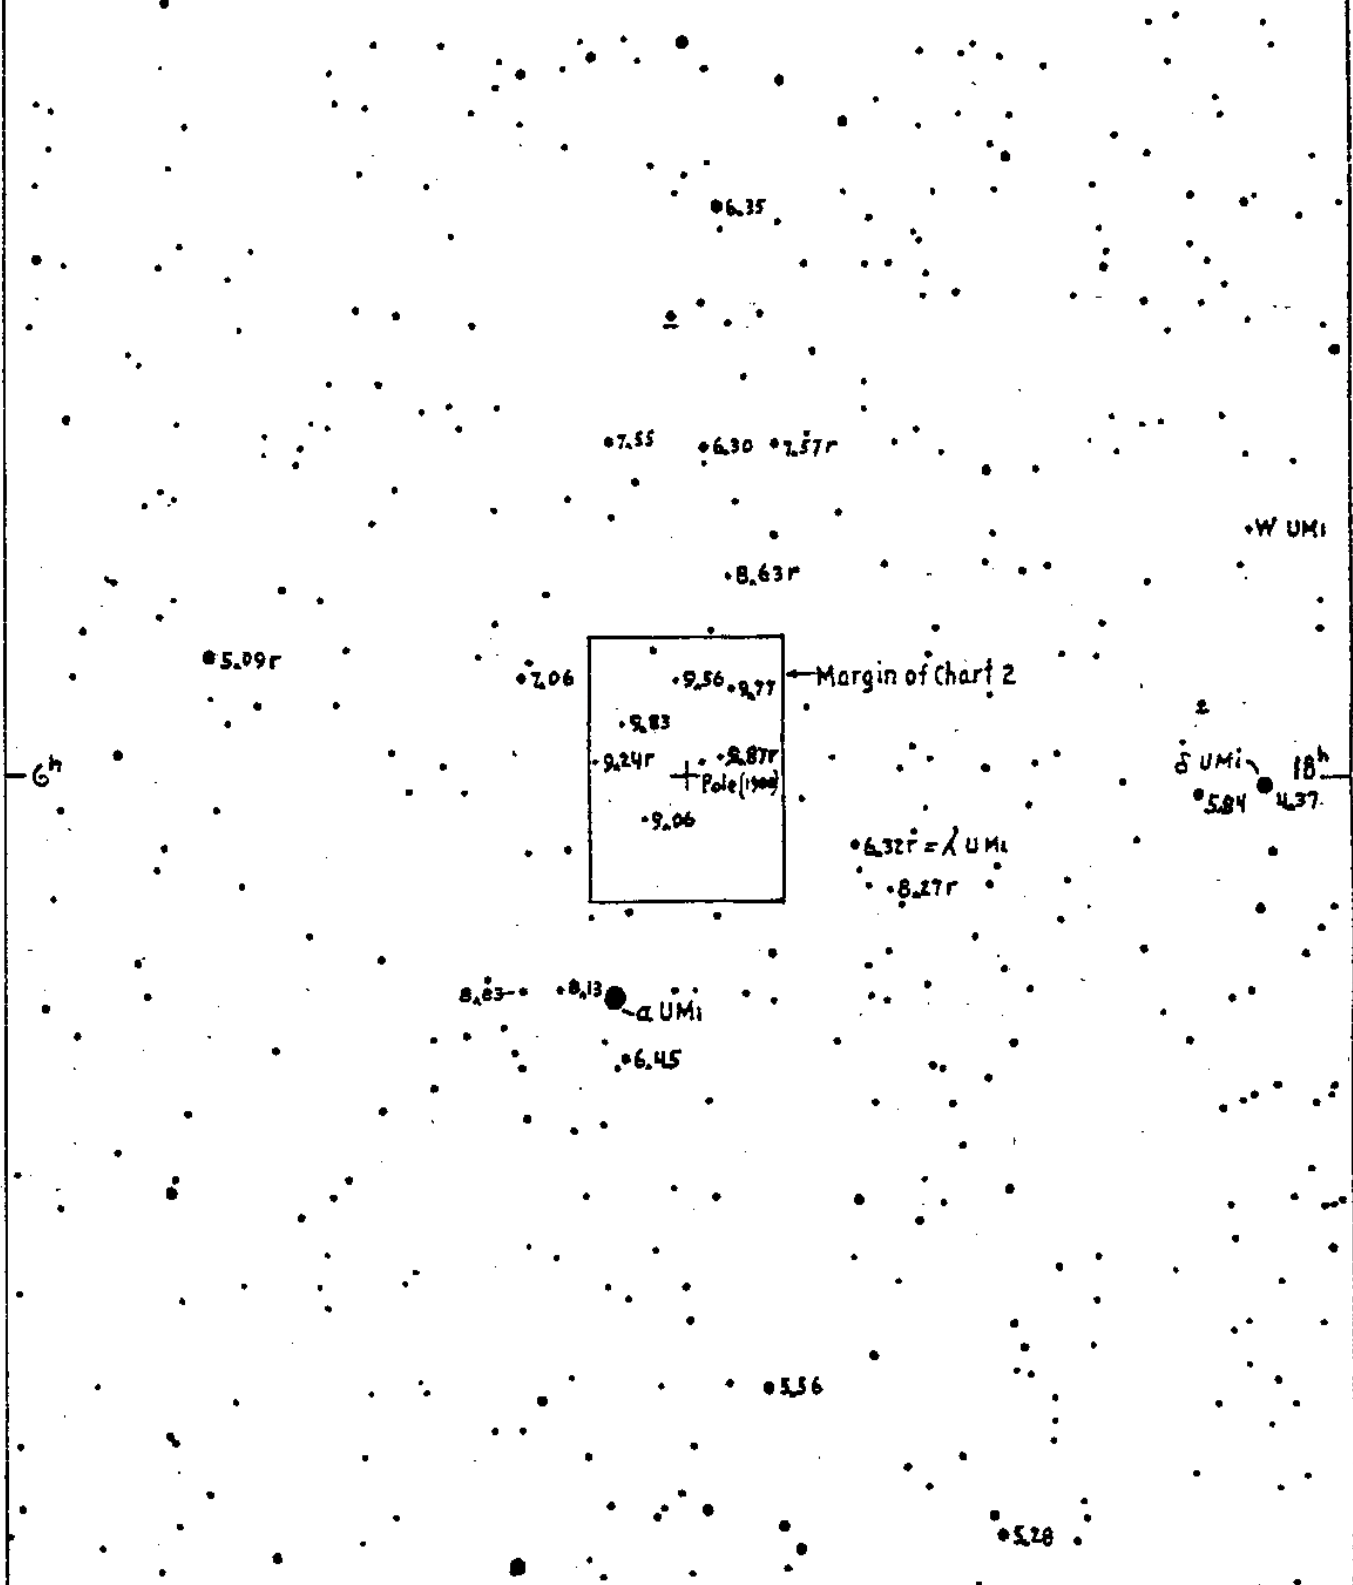 6.35
7.55
6.30
7.57r
W UMi
8.63r
5.09r
7.06
9.56
9.77
Margin of Chart 2
9.83
9.24r
9.87r
6h
Pole (1900)
δ UMi
18h
5.84
4.37
9.06
6.32r = λ UMi
8.27r
8.83
8.13
α UMi
6.45
5.56
5.28